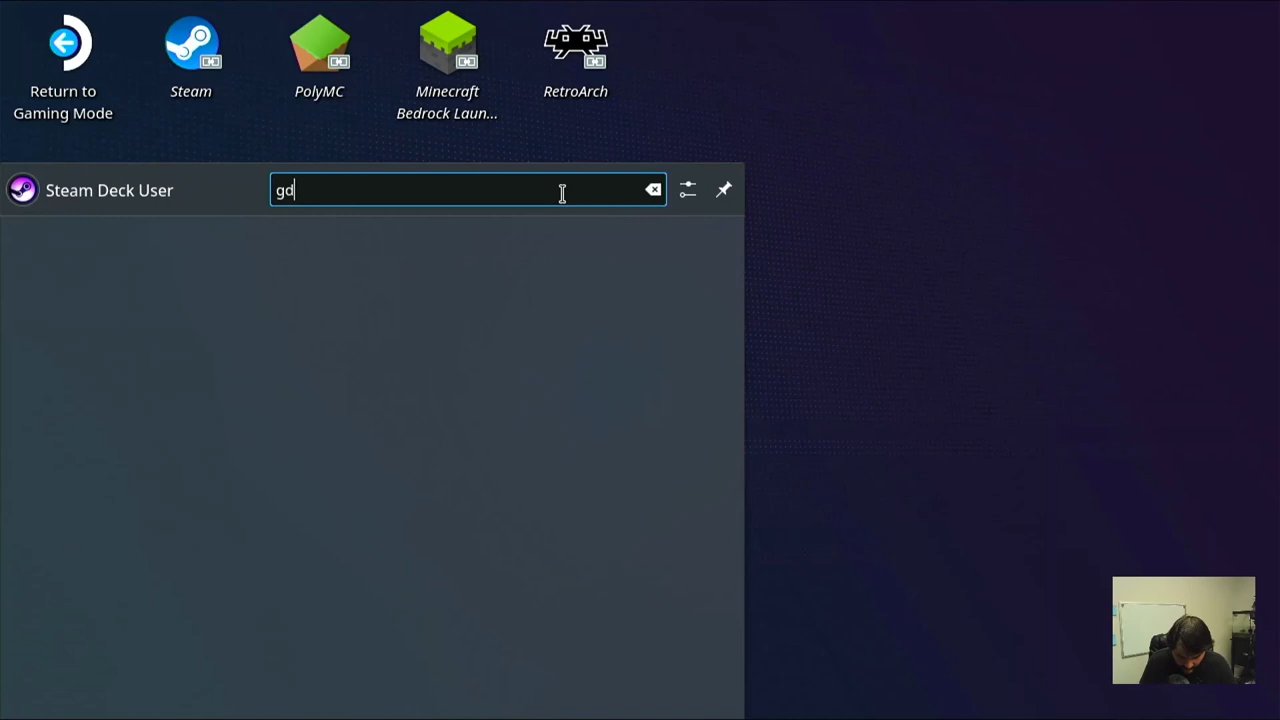 Return to
Gaming Mode
Steam
PolyMC
Minecraft
Bedrock Laun...
RetroArch
Steam Deck User
gd